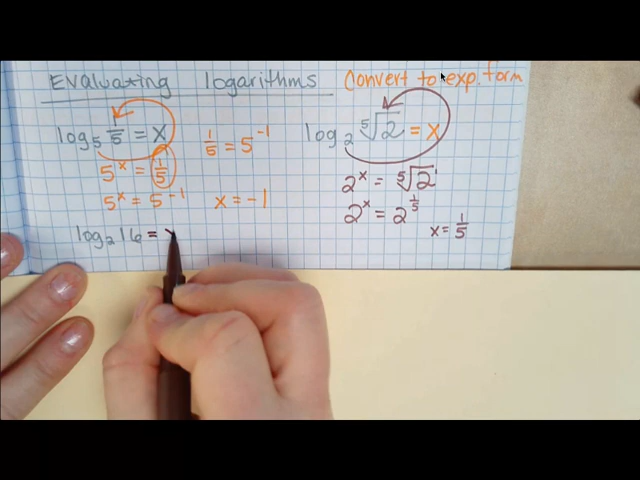 Evaluating logarithms Convert to exp. form
log₅ 1/5 = x
1/5 = 5⁻¹
5ˣ = 1/5
5ˣ = 5⁻¹ x = -1
log₂ ⁵√2 = x
2ˣ = ⁵√2
2ˣ = 2^(1/5)
x = 1/5
log₂ 16 =